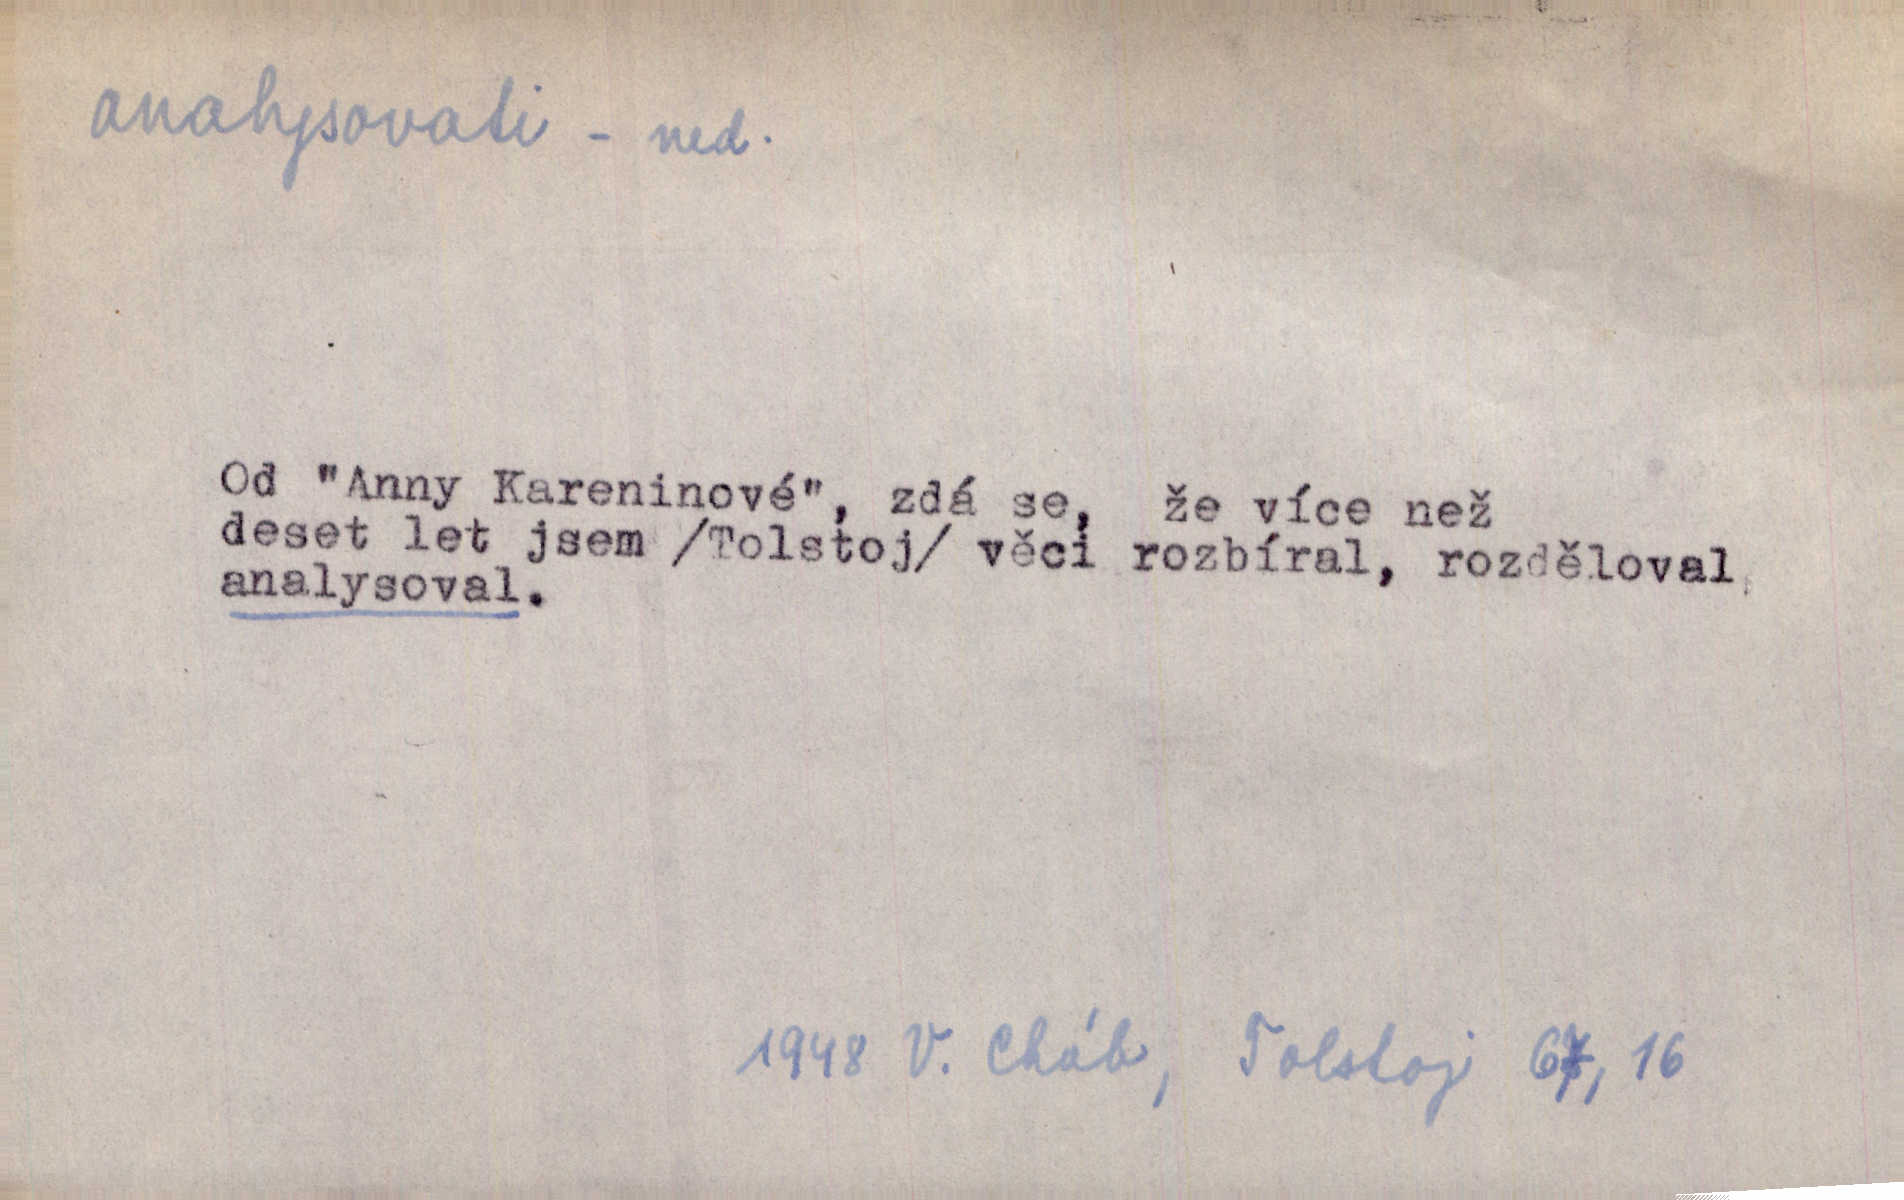 analysovati - ned.
Od "Anny Kareninové", zdá se, že více než
deset let jsem /Tolstoj/ věci rozbíral, rozděloval,
analysoval.
1948 V. Cháb, Tolstoj 67, 16